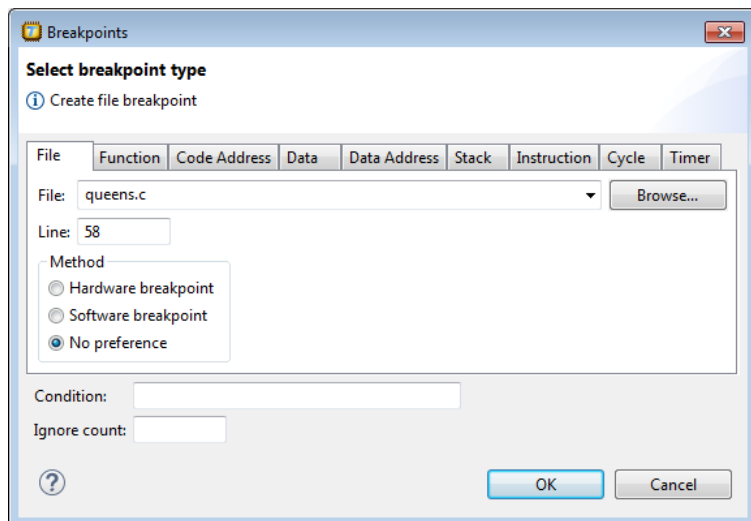 Breakpoints
Select breakpoint type
Create file breakpoint
File Function Code Address Data Data Address Stack Instruction Cycle Timer
File: queens.c Browse...
Line: 58
Method
Hardware breakpoint
Software breakpoint
No preference
Condition:
Ignore count:
OK Cancel